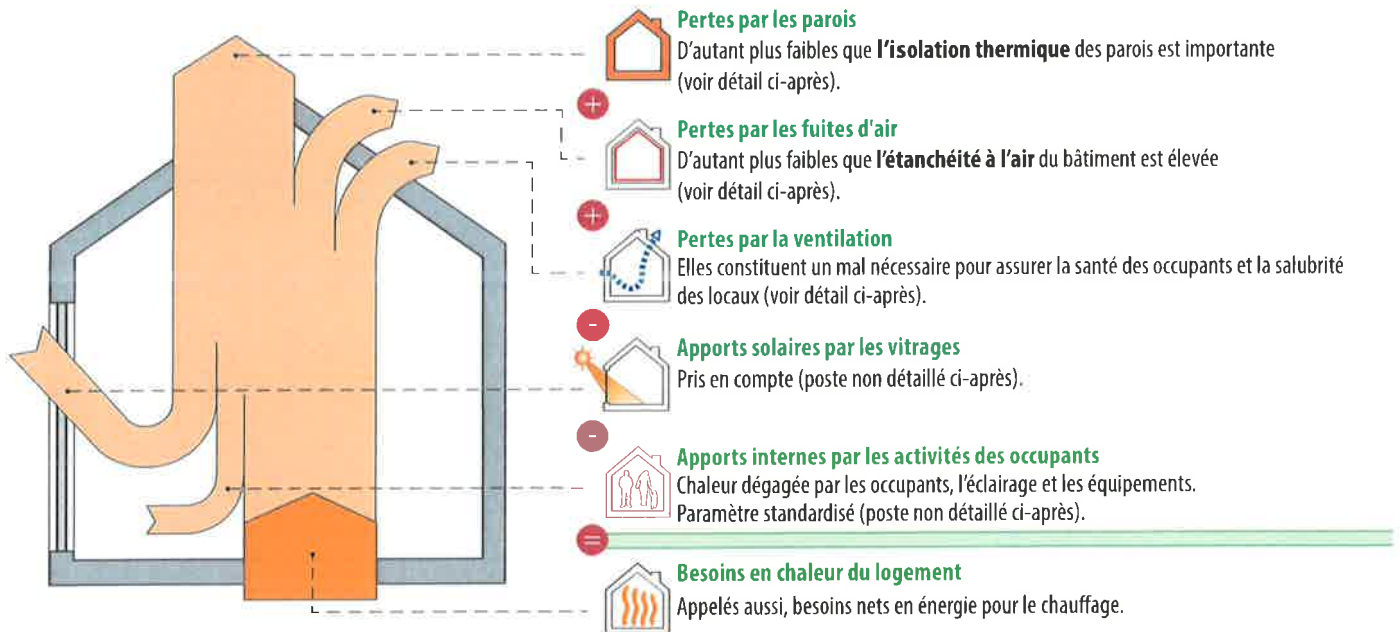 Pertes par les parois
D'autant plus faibles que l'isolation thermique des parois est importante
(voir détail ci-après).
+
Pertes par les fuites d'air
D'autant plus faibles que l'étanchéité à l'air du bâtiment est élevée
(voir détail ci-après).
+
Pertes par la ventilation
Elles constituent un mal nécessaire pour assurer la santé des occupants et la salubrité
des locaux (voir détail ci-après).
-
Apports solaires par les vitrages
Pris en compte (poste non détaillé ci-après).
-
Apports internes par les activités des occupants
Chaleur dégagée par les occupants, l'éclairage et les équipements.
Paramètre standardisé (poste non détaillé ci-après).
=
Besoins en chaleur du logement
Appelés aussi, besoins nets en énergie pour le chauffage.